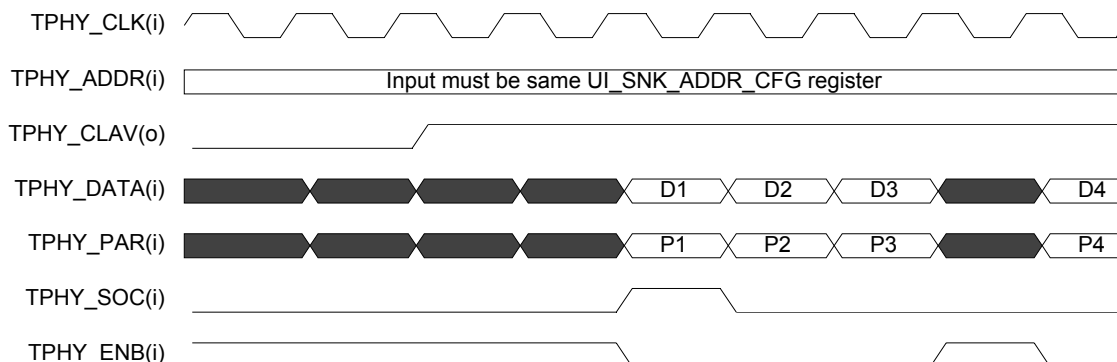 TPHY_CLK(i)
TPHY_ADDR(i) Input must be same UI_SNK_ADDR_CFG register
TPHY_CLAV(o)
TPHY_DATA(i) D1 D2 D3 D4
TPHY_PAR(i) P1 P2 P3 P4
TPHY_SOC(i)
TPHY_ENB(i)